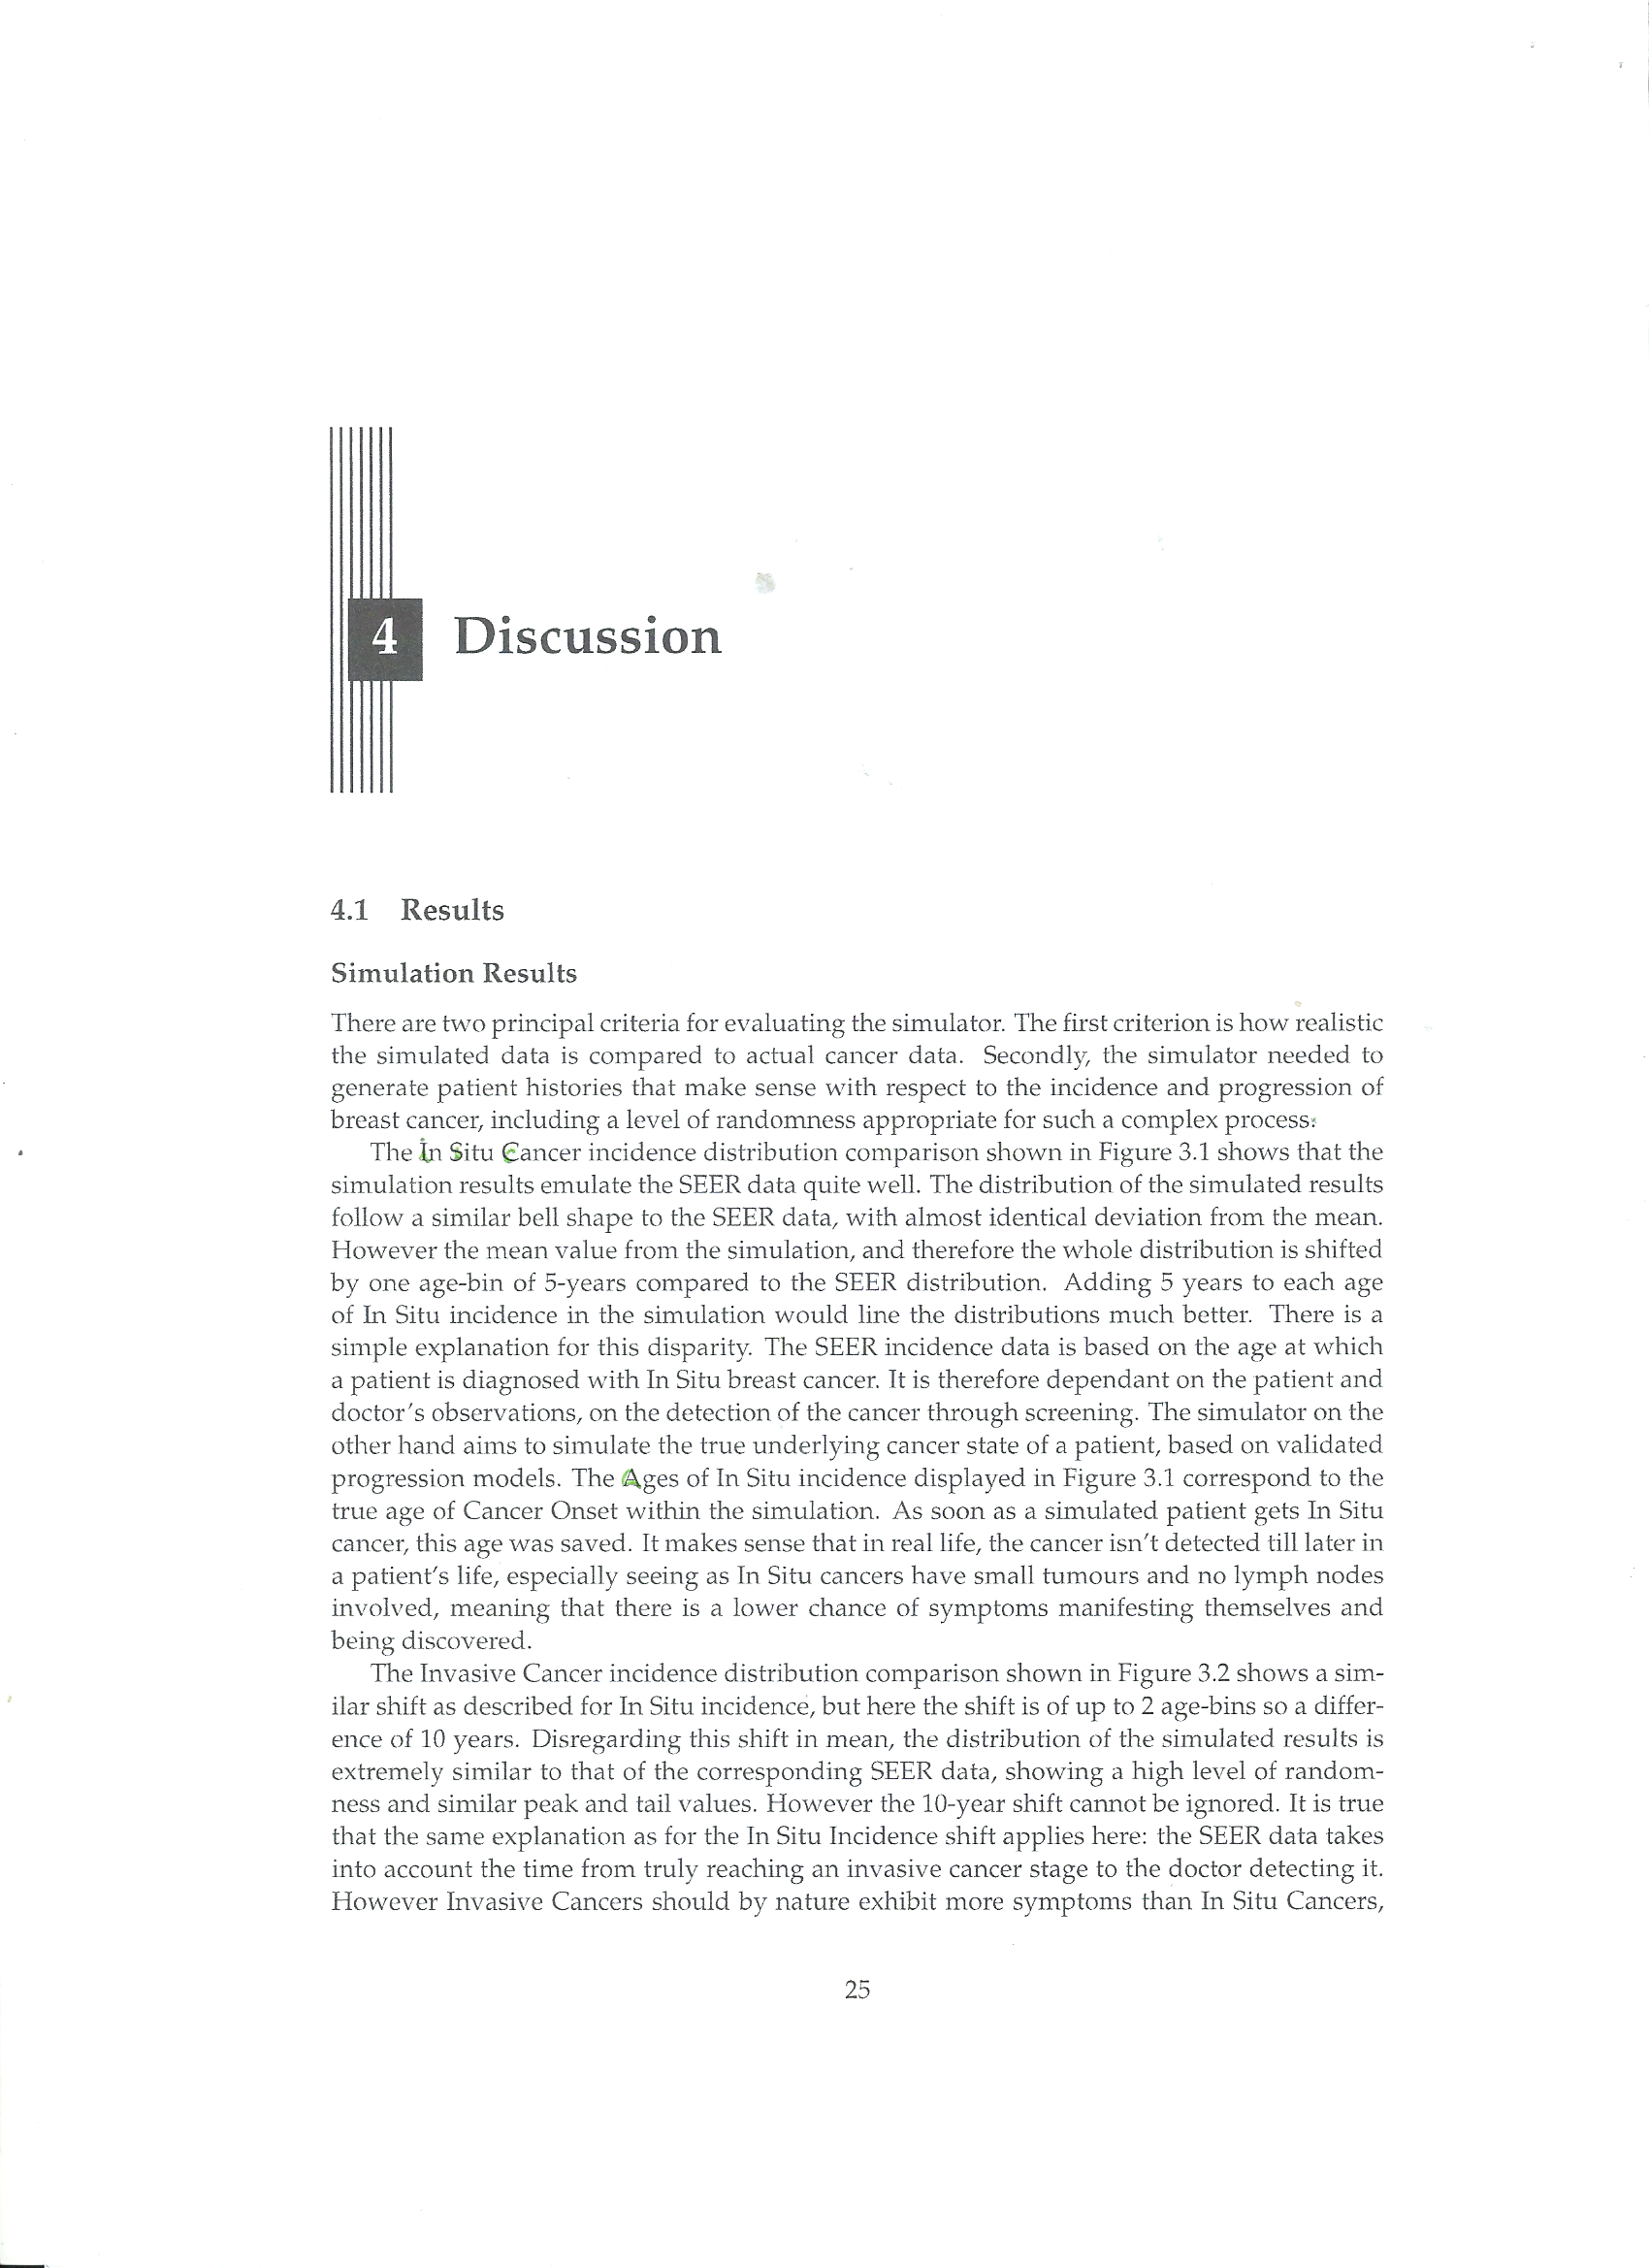 4 Discussion
4.1 Results
Simulation Results
There are two principal criteria for evaluating the simulator. The first criterion is how realistic
the simulated data is compared to actual cancer data. Secondly, the simulator needed to
generate patient histories that make sense with respect to the incidence and progression of
breast cancer, including a level of randomness appropriate for such a complex process:
The In Situ Cancer incidence distribution comparison shown in Figure 3.1 shows that the
simulation results emulate the SEER data quite well. The distribution of the simulated results
follow a similar bell shape to the SEER data, with almost identical deviation from the mean.
However the mean value from the simulation, and therefore the whole distribution is shifted
by one age-bin of 5-years compared to the SEER distribution. Adding 5 years to each age
of In Situ incidence in the simulation would line the distributions much better. There is a
simple explanation for this disparity. The SEER incidence data is based on the age at which
a patient is diagnosed with In Situ breast cancer. It is therefore dependant on the patient and
doctor's observations, on the detection of the cancer through screening. The simulator on the
other hand aims to simulate the true underlying cancer state of a patient, based on validated
progression models. The Ages of In Situ incidence displayed in Figure 3.1 correspond to the
true age of Cancer Onset within the simulation. As soon as a simulated patient gets In Situ
cancer, this age was saved. It makes sense that in real life, the cancer isn't detected till later in
a patient's life, especially seeing as In Situ cancers have small tumours and no lymph nodes
involved, meaning that there is a lower chance of symptoms manifesting themselves and
being discovered.
The Invasive Cancer incidence distribution comparison shown in Figure 3.2 shows a sim-
ilar shift as described for In Situ incidence, but here the shift is of up to 2 age-bins so a differ-
ence of 10 years. Disregarding this shift in mean, the distribution of the simulated results is
extremely similar to that of the corresponding SEER data, showing a high level of random-
ness and similar peak and tail values. However the 10-year shift cannot be ignored. It is true
that the same explanation as for the In Situ Incidence shift applies here: the SEER data takes
into account the time from truly reaching an invasive cancer stage to the doctor detecting it.
However Invasive Cancers should by nature exhibit more symptoms than In Situ Cancers,
25